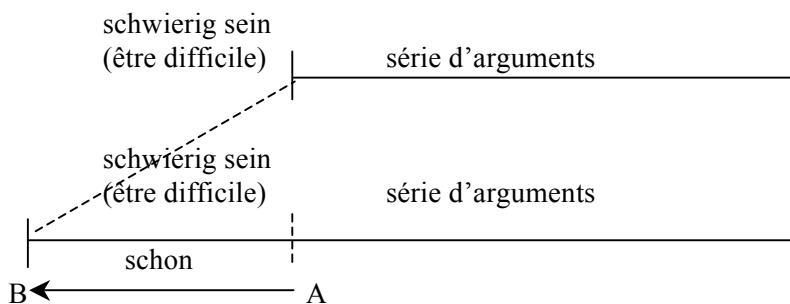 schwierig sein
(être difficile) série d’arguments
schwierig sein
(être difficile) série d’arguments
schon
B A